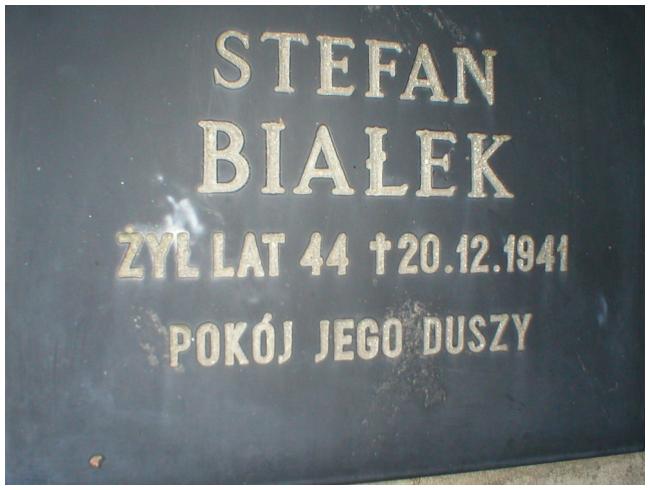 STEFAN
BIAŁEK
ŻYŁ LAT 44 ✝ 20.12.1941
POKÓJ JEGO DUSZY